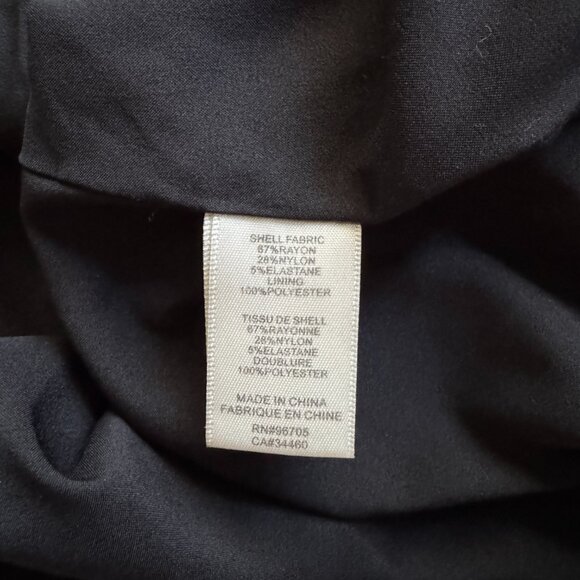 SHELL FABRIC
67%RAYON
28%NYLON
5%ELASTANE
LINING
100%POLYESTER
TISSU DE SHELL
67%RAYONNE
28%NYLON
5%ELASTANE
DOUBLURE
100%POLYESTER
MADE IN CHINA
FABRIQUE EN CHINE
RN#96705
CA#34460